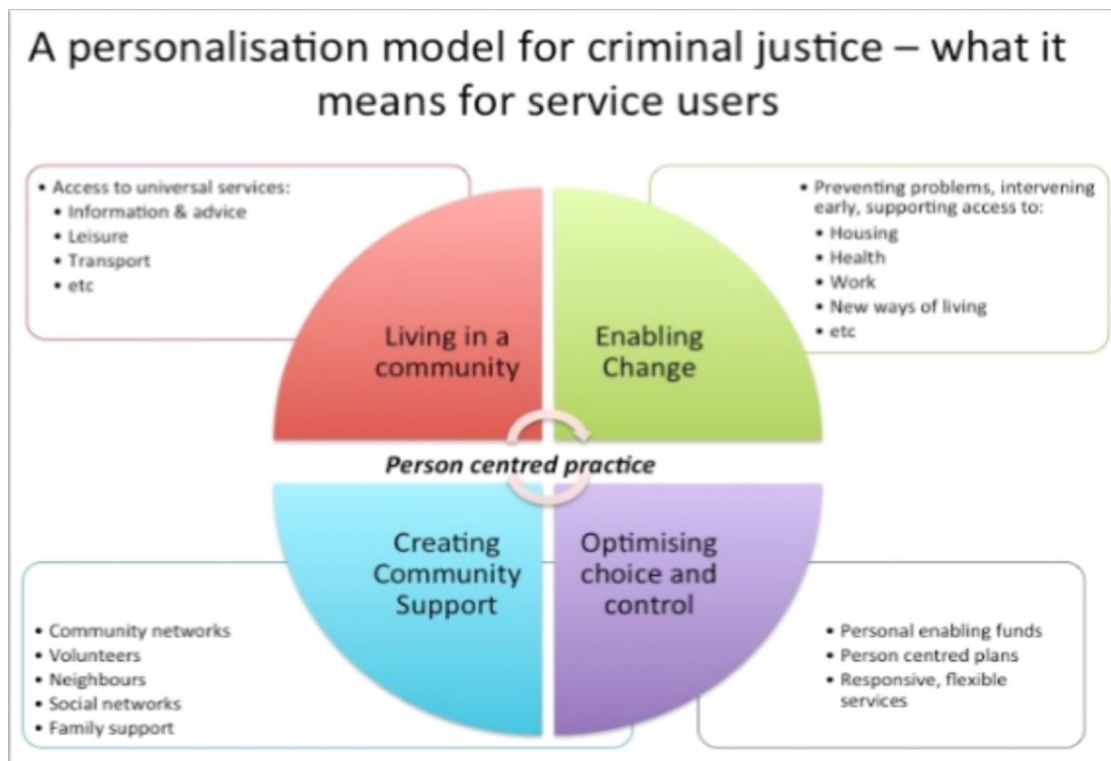 A personalisation model for criminal justice – what it
means for service users
• Access to universal services:
• Information & advice
• Leisure
• Transport
• etc
• Preventing problems, intervening
early, supporting access to:
• Housing
• Health
• Work
• New ways of living
• etc
Living in a
community
Enabling
Change
Person centred practice
Creating
Community
Support
Optimising
choice and
control
• Community networks
• Volunteers
• Neighbours
• Social networks
• Family support
• Personal enabling funds
• Person centred plans
• Responsive, flexible
services